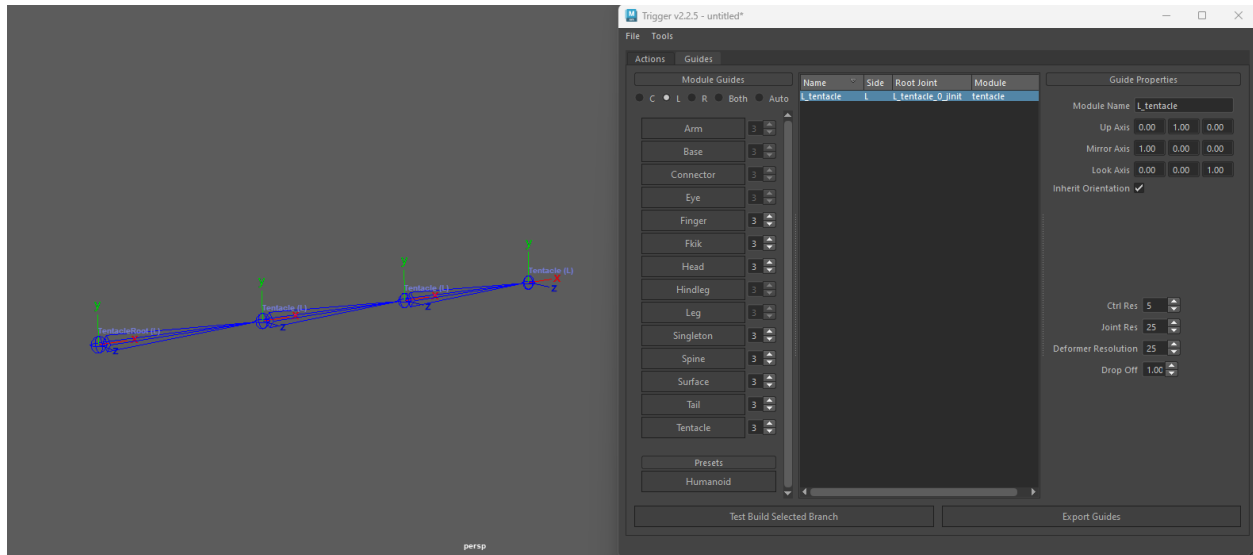 Trigger v2.2.5 - untitled*
File Tools
Actions Guides
Module Guides
C L R Both Auto
Arm 3
Base 3
Connector 3
Eye 3
Finger 3
Fkik 3
Head 3
Hindleg 3
Leg 3
Singleton 3
Spine 3
Surface 3
Tail 3
Tentacle 3
Presets
Humanoid
Name Side Root Joint Module
L_tentacle L L_tentacle_0_jInit tentacle
Guide Properties
Module Name L_tentacle
Up Axis 0.00 1.00 0.00
Mirror Axis 1.00 0.00 0.00
Look Axis 0.00 0.00 1.00
Inherit Orientation
Ctrl Res 5
Joint Res 25
Deformer Resolution 25
Drop Off 1.00
Test Build Selected Branch
Export Guides
y
Tentacle (L)
x
z
y
Tentacle (L)
x
z
y
Tentacle (L)
x
z
y
TentacleRoot (L)
x
z
persp